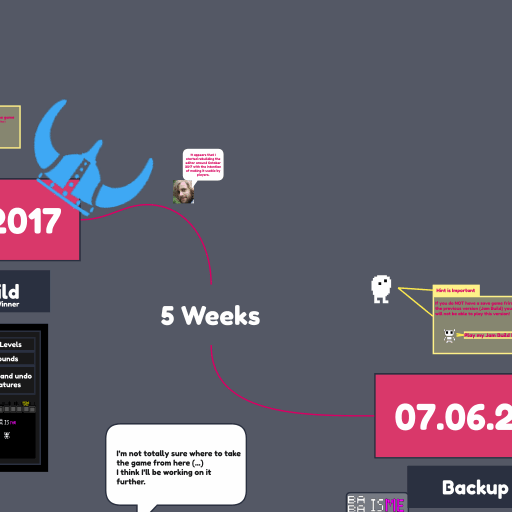 game
It appears that I
started rebuilding the
editor around October
2017 with the intention
of making it usable by
players.
2017
5 Weeks
ild
Winner
Levels
ounds
and undo
atures
IS ME
Hint is Important
If you do NOT have a save game
the previous version (Jam Build) you
will not be able to play this version!
Play my Jam Build
07.06.2
Backup
I'm not totally sure where to take
the game from here (...)
I think I'll be working on it
further.
BA BA IS ME